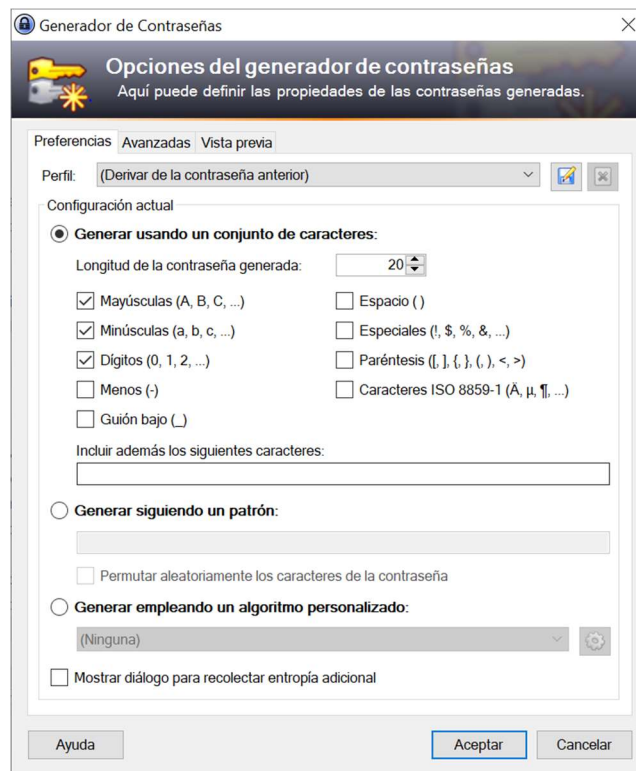 Generador de Contraseñas
Opciones del generador de contraseñas
Aquí puede definir las propiedades de las contraseñas generadas.
Preferencias Avanzadas Vista previa
Perfil: (Derivar de la contraseña anterior)
Configuración actual
Generar usando un conjunto de caracteres:
Longitud de la contraseña generada: 20
Mayúsculas (A, B, C, ...) Espacio ( )
Minúsculas (a, b, c, ...) Especiales (!, $, %, &, ...)
Dígitos (0, 1, 2, ...) Paréntesis ([, ], {, }, (, ), <, >)
Menos (-) Caracteres ISO 8859-1 (Ä, µ, ¶, ...)
Guión bajo (_)
Incluir además los siguientes caracteres:
Generar siguiendo un patrón:
Permutar aleatoriamente los caracteres de la contraseña
Generar empleando un algoritmo personalizado:
(Ninguna)
Mostrar diálogo para recolectar entropía adicional
Ayuda Aceptar Cancelar